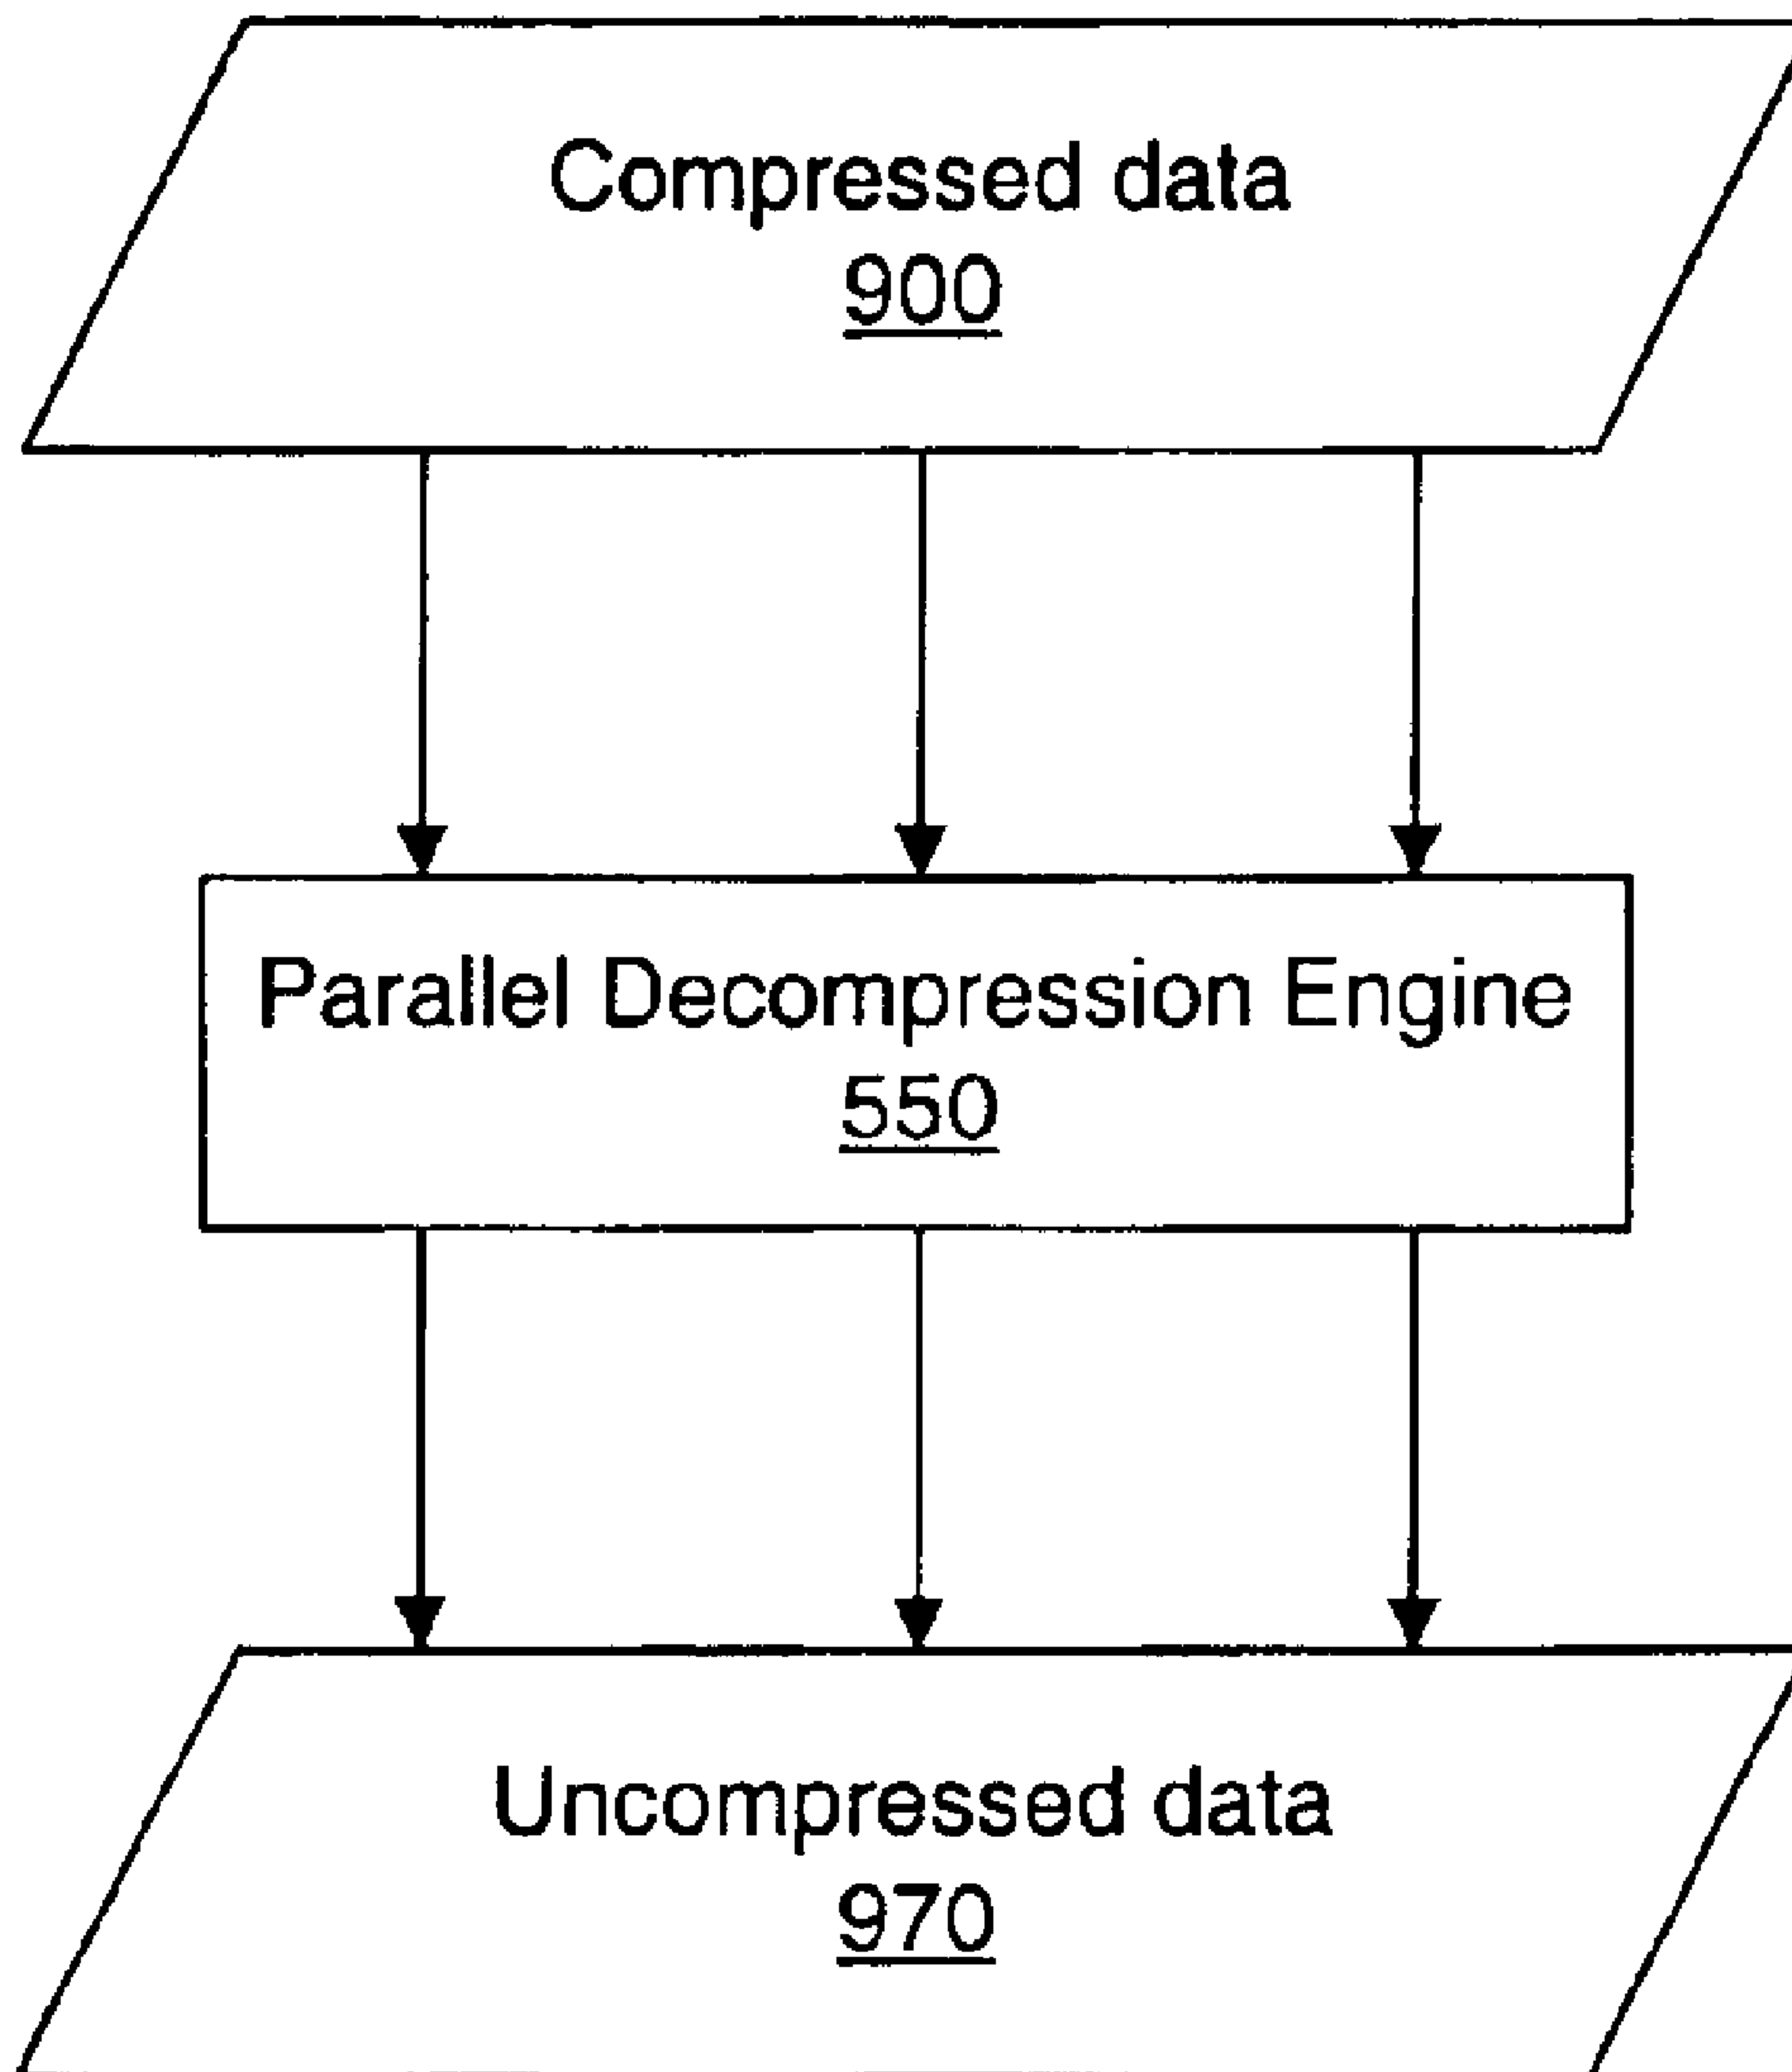 Compressed data
900
Parallel Decompression Engine
550
Uncompressed data
970